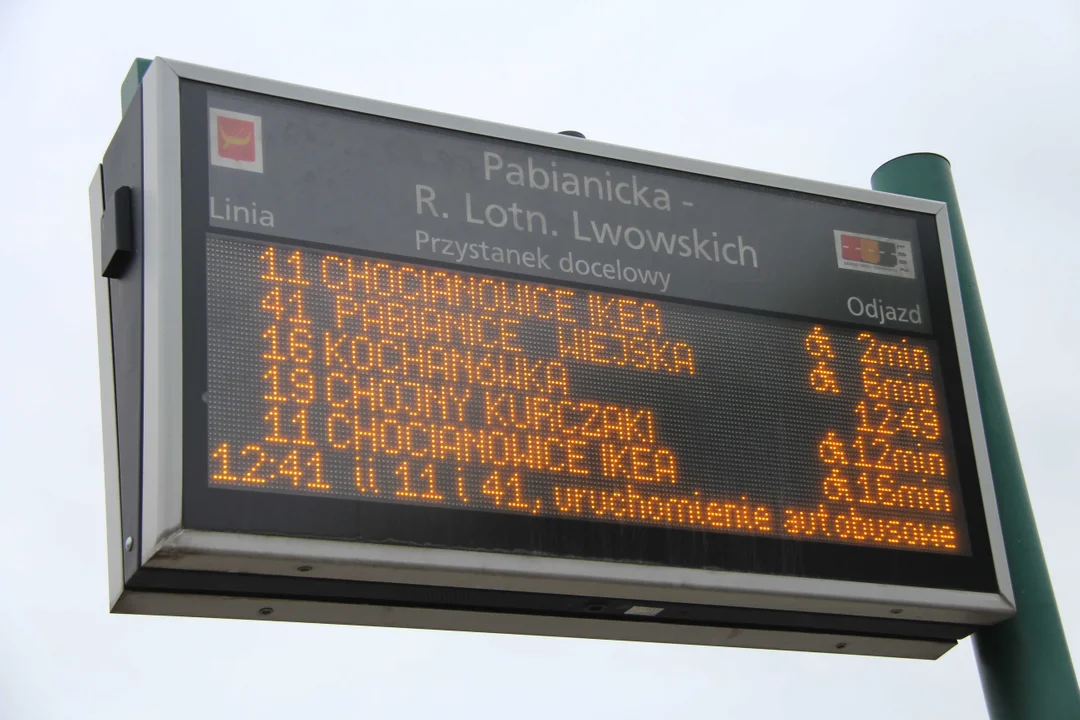 Pabianicka -
R. Lotn. Lwowskich
Linia Przystanek docelowy Odjazd
11 CHOCIANOWICE IKEA 2min
41 PABIANICE WIEJSKA 6min
16 KOCHANÓWKA 12:49
19 CHOJNY KURCZAKI 12min
11 CHOCIANOWICE IKEA 16min
12:41 ll 11 i 41, uruchomienie autobusowe